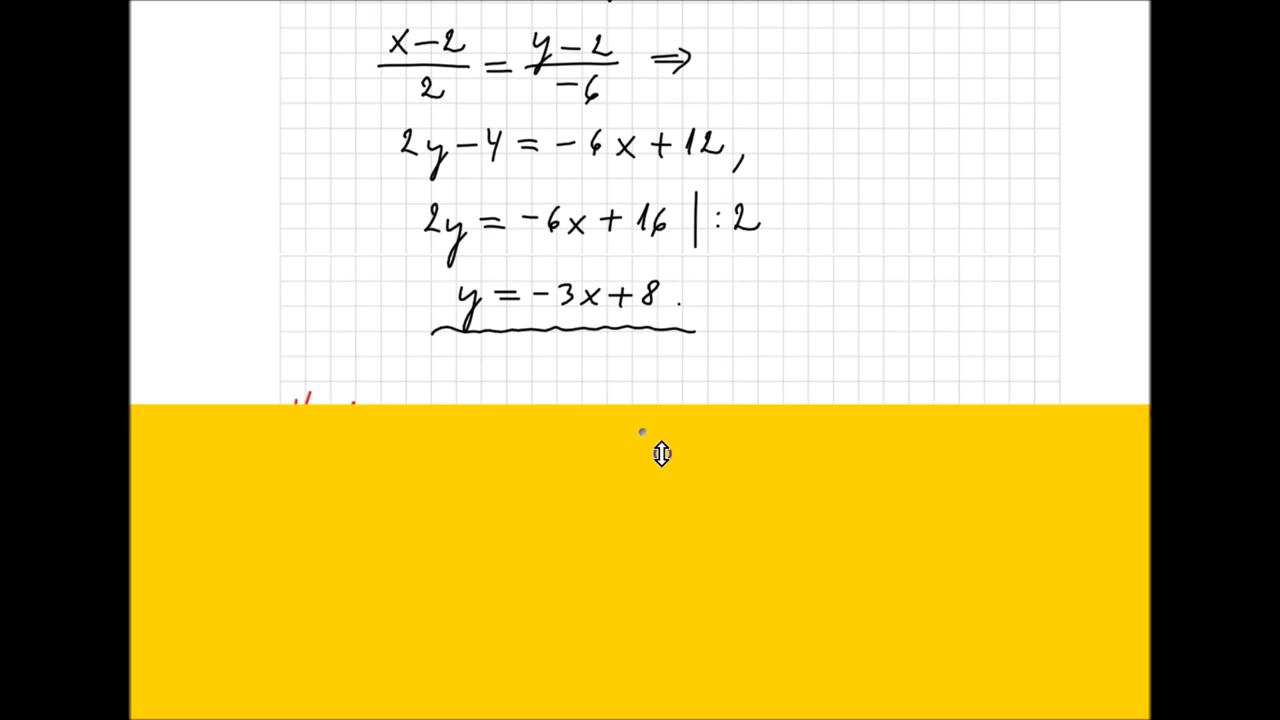 x-2/2 = y-2/-6 ⇒
2y-4 = -6x+12,
2y = -6x+16 | :2
y = -3x+8.